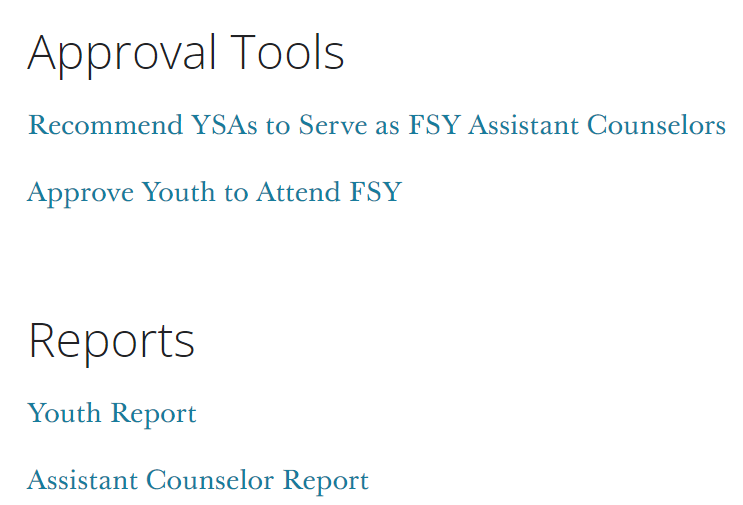 Approval Tools
Recommend YSAs to Serve as FSY Assistant Counselors
Approve Youth to Attend FSY
Reports
Youth Report
Assistant Counselor Report